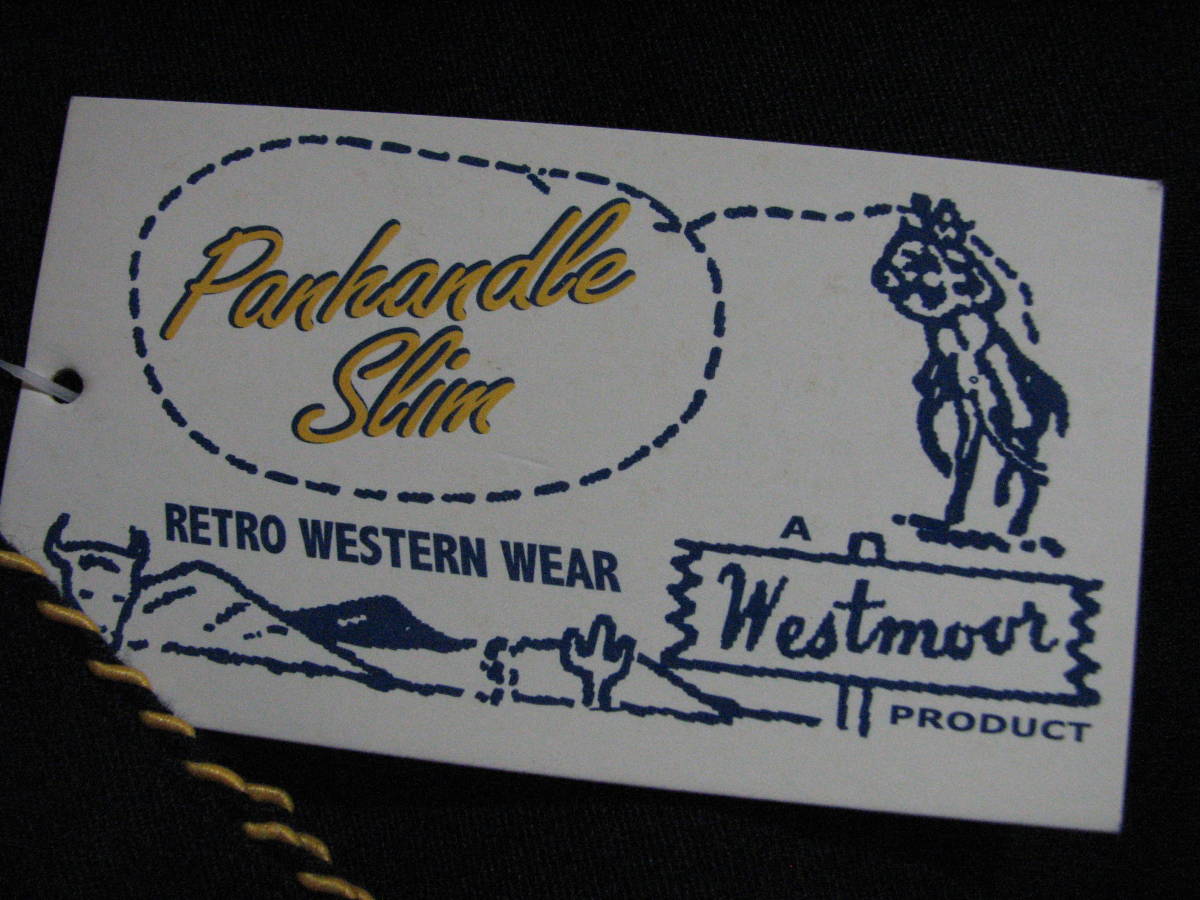 Panhandle
Slim
RETRO WESTERN WEAR
A
Westmoor
PRODUCT